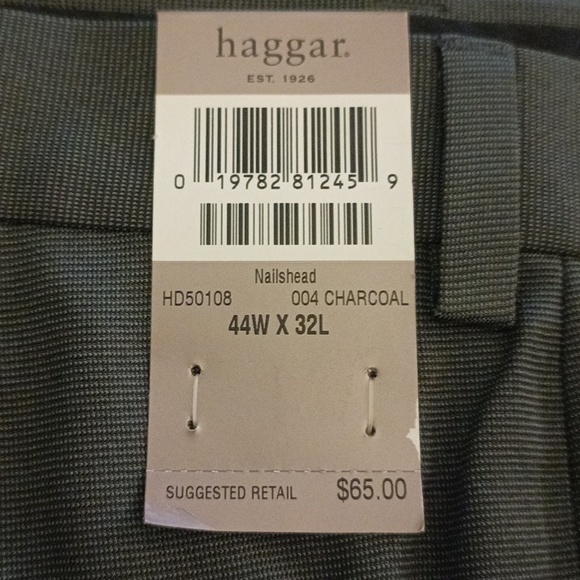 haggar.
EST. 1926
0 19782 81245 9
Nailshead
HD50108 004 CHARCOAL
44W X 32L
SUGGESTED RETAIL $65.00